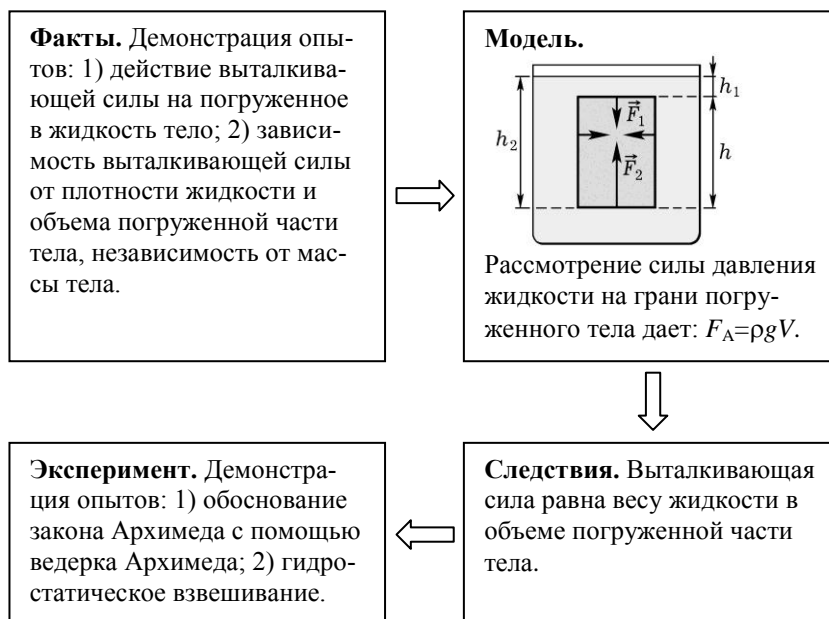 Факты. Демонстрация опы-
тов: 1) действие выталкива-
ющей силы на погруженное
в жидкость тело; 2) зависи-
мость выталкивающей силы
от плотности жидкости и
объема погруженной части
тела, независимость от мас-
сы тела.
Модель.
h₁
F⃗₁
h₂
h
F⃗₂
Рассмотрение силы давления
жидкости на грани погру-
женного тела дает: F_A=ρgV.
Эксперимент. Демонстра-
ция опытов: 1) обоснование
закона Архимеда с помощью
ведерка Архимеда; 2) гидро-
статическое взвешивание.
Следствия. Выталкивающая
сила равна весу жидкости в
объеме погруженной части
тела.